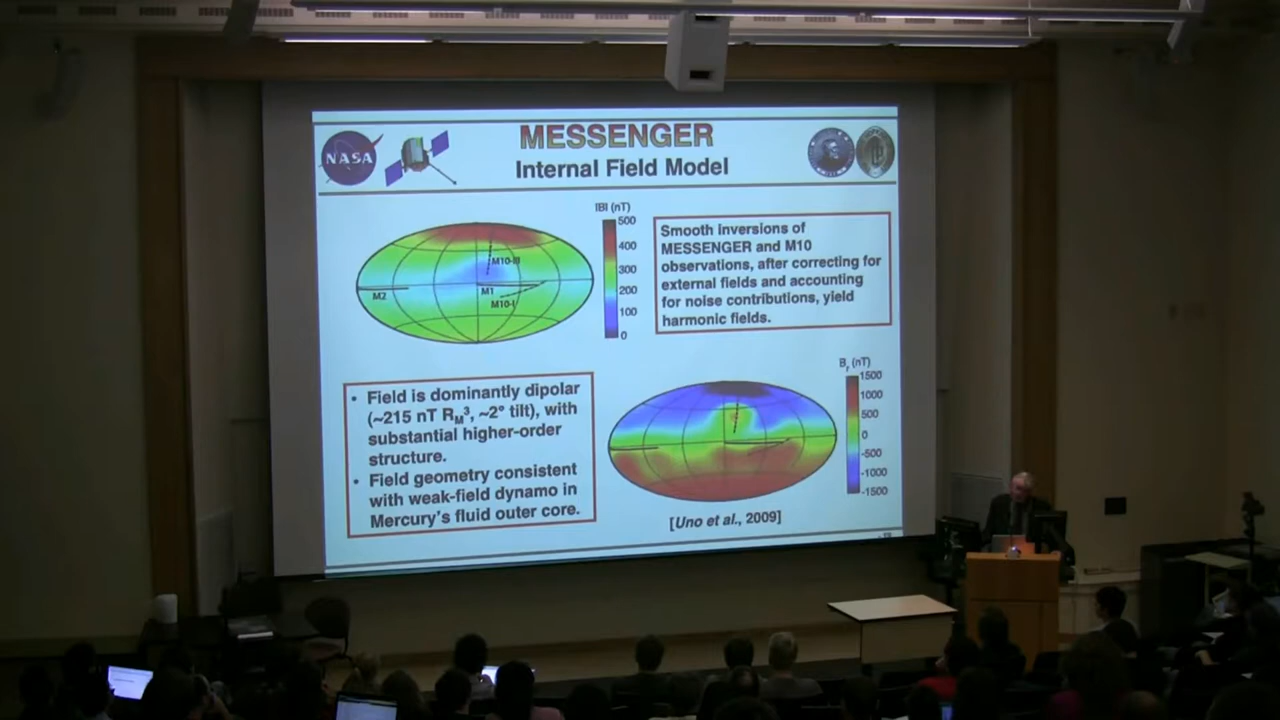 NASA
MESSENGER
Internal Field Model
|B| (nT)
500
400
300
200
100
0
M10-III
M2
M1
M10-I
Smooth inversions of
MESSENGER and M10
observations, after correcting for
external fields and accounting
for noise contributions, yield
harmonic fields.
• Field is dominantly dipolar
(~215 nT R_M³, ~2° tilt), with
substantial higher-order
structure.
• Field geometry consistent
with weak-field dynamo in
Mercury's fluid outer core.
B_r (nT)
1500
1000
500
0
-500
-1000
-1500
[Uno et al., 2009]